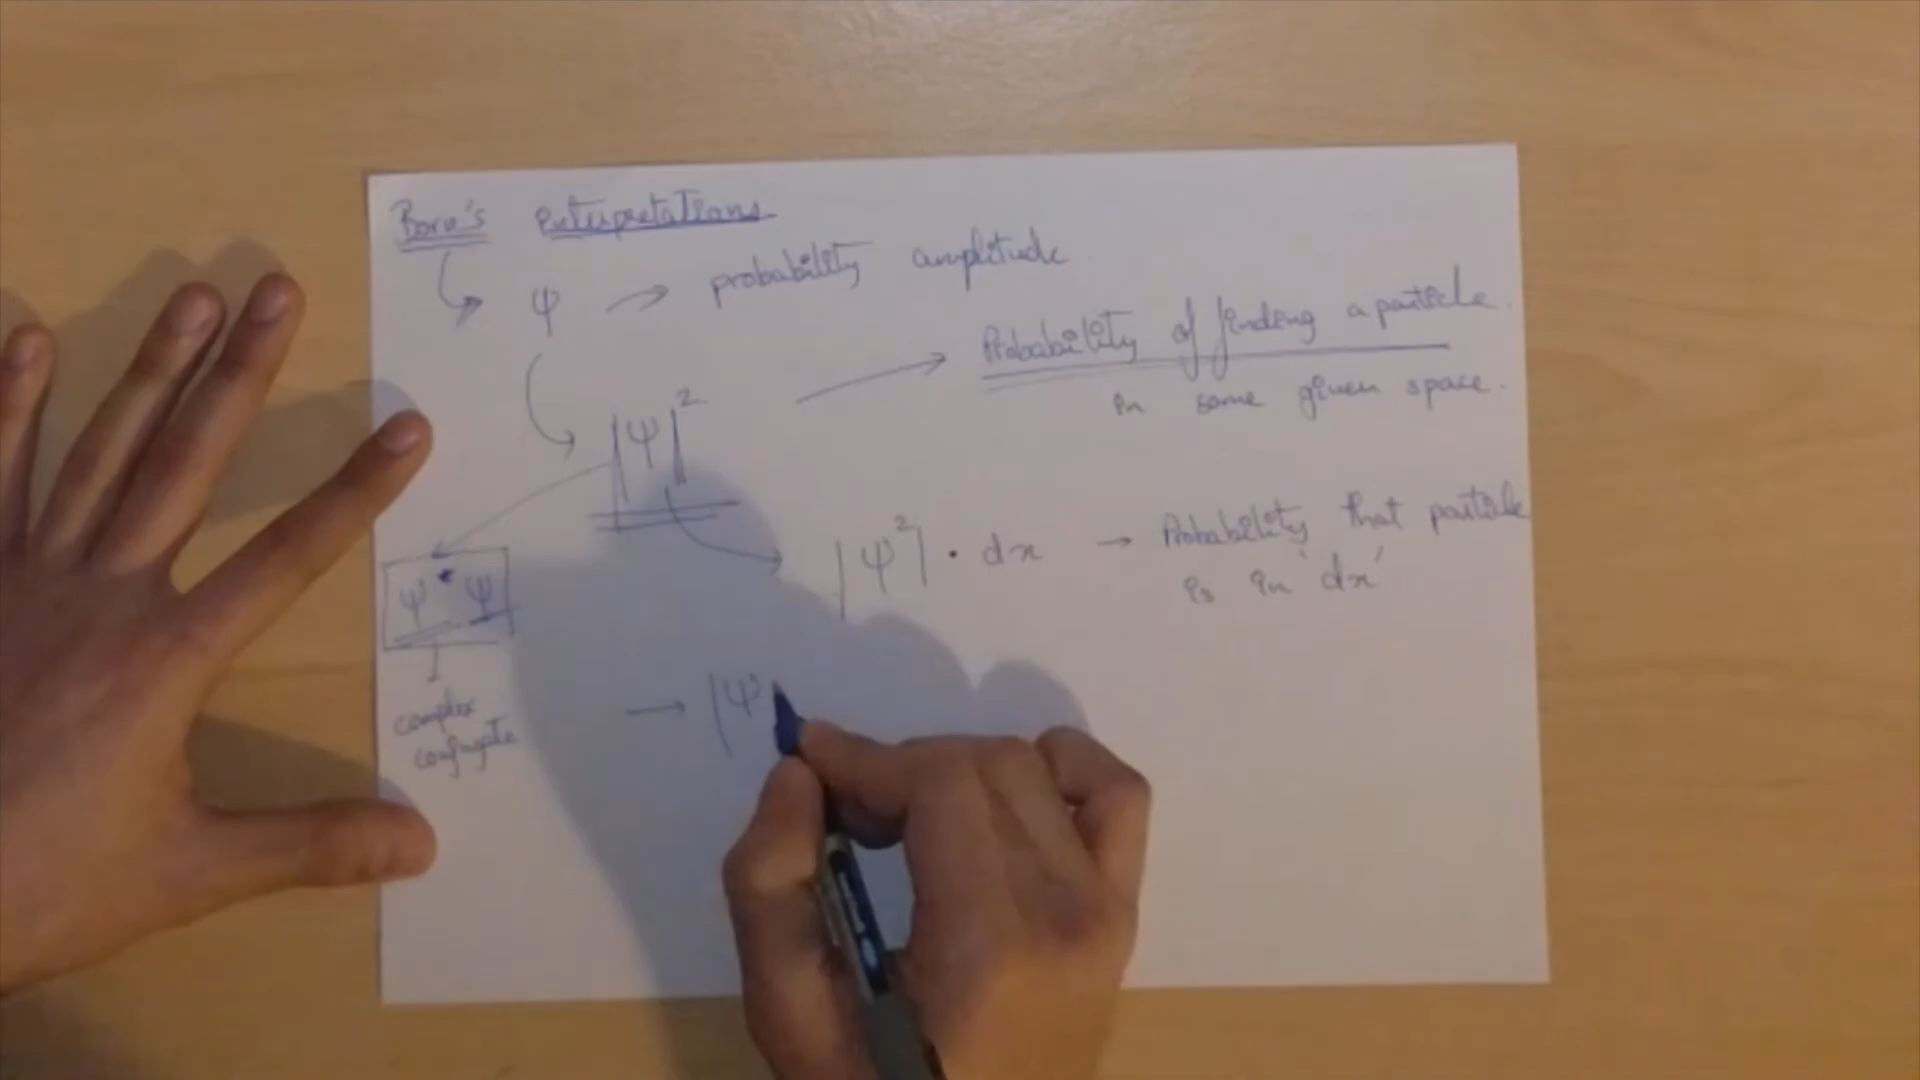 Born's interpretations
ψ → probability amplitude
|ψ|² → Probability of finding a particle
in some given space.
ψ* ψ
complex
conjugate
|ψ²| · dx → Probability that particle
is in 'dx'
→ |ψ